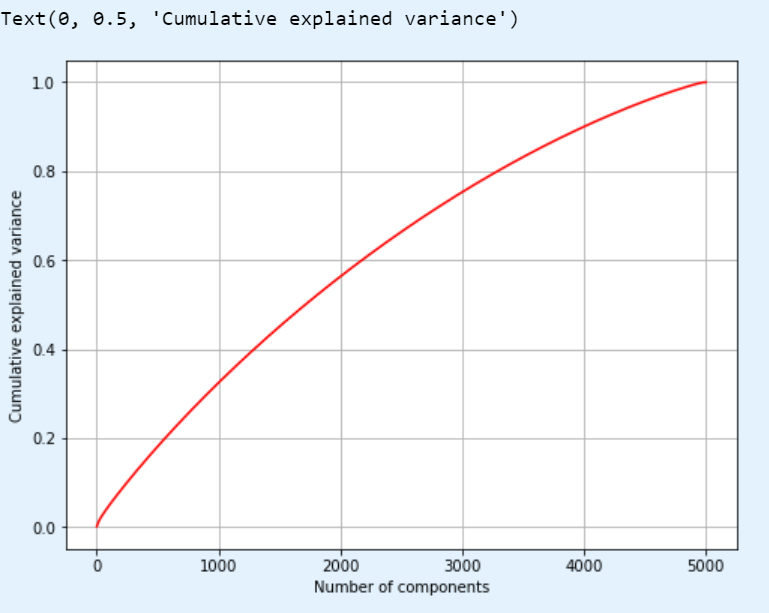 Text(0, 0.5, 'Cumulative explained variance')
1.0
0.8
0.6
0.4
0.2
0.0
Cumulative explained variance
0 1000 2000 3000 4000 5000
Number of components